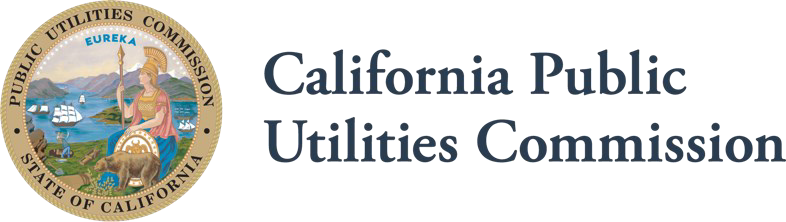 PUBLIC UTILITIES COMMISSION
EUREKA
STATE OF CALIFORNIA
California Public
Utilities Commission